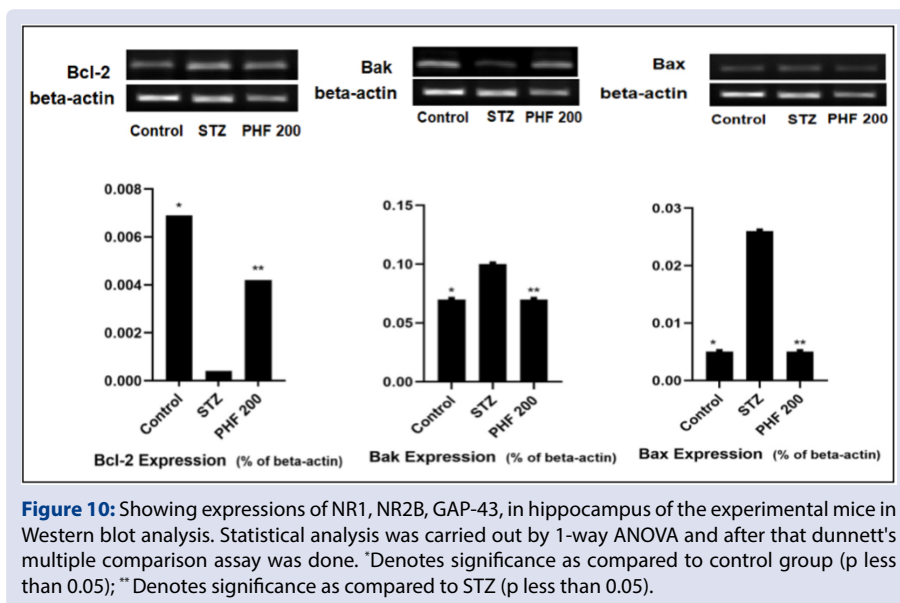 Bcl-2
beta-actin
Control STZ PHF 200
Bak
beta-actin
Control STZ PHF 200
Bax
beta-actin
Control STZ PHF 200
0.008
0.006
0.004
0.002
0.000
*
**
Control
STZ
PHF 200
Bcl-2 Expression (% of beta-actin)
0.15
0.10
0.05
0.00
*
**
Control
STZ
PHF 200
Bak Expression (% of beta-actin)
0.03
0.02
0.01
0.00
*
**
Control
STZ
PHF 200
Bax Expression (% of beta-actin)
Figure 10: Showing expressions of NR1, NR2B, GAP-43, in hippocampus of the experimental mice in
Western blot analysis. Statistical analysis was carried out by 1-way ANOVA and after that dunnett's
multiple comparison assay was done. *Denotes significance as compared to control group (p less
than 0.05); ** Denotes significance as compared to STZ (p less than 0.05).